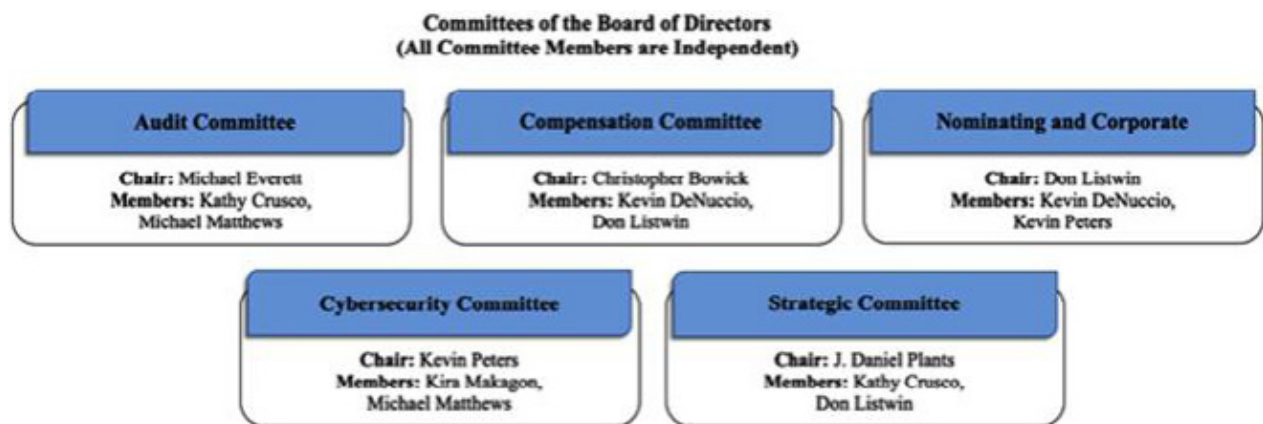 Committees of the Board of Directors
(All Committee Members are Independent)
Audit Committee
Chair: Michael Everett
Members: Kathy Crusco,
Michael Matthews
Compensation Committee
Chair: Christopher Bowick
Members: Kevin DeNuccio,
Don Listwin
Nominating and Corporate
Chair: Don Listwin
Members: Kevin DeNuccio,
Kevin Peters
Cybersecurity Committee
Chair: Kevin Peters
Members: Kira Makagon,
Michael Matthews
Strategic Committee
Chair: J. Daniel Plants
Members: Kathy Crusco,
Don Listwin